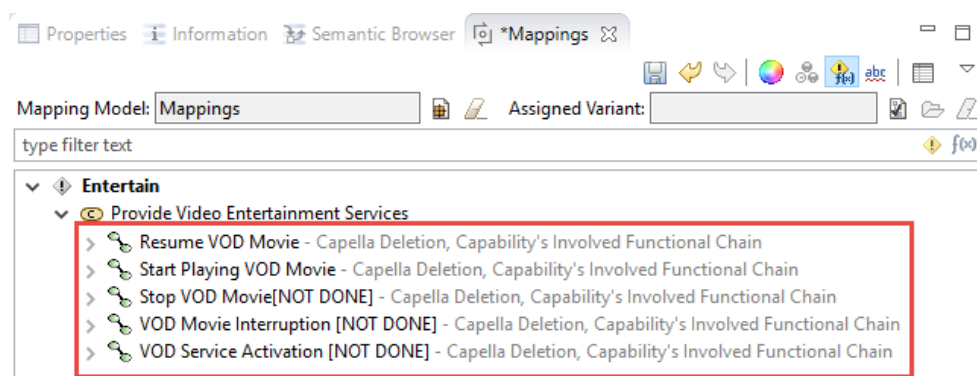 Properties Information Semantic Browser *Mappings
abc
Mapping Model: Mappings Assigned Variant:
type filter text f(x)
Entertain
Provide Video Entertainment Services
Resume VOD Movie - Capella Deletion, Capability's Involved Functional Chain
Start Playing VOD Movie - Capella Deletion, Capability's Involved Functional Chain
Stop VOD Movie[NOT DONE] - Capella Deletion, Capability's Involved Functional Chain
VOD Movie Interruption [NOT DONE] - Capella Deletion, Capability's Involved Functional Chain
VOD Service Activation [NOT DONE] - Capella Deletion, Capability's Involved Functional Chain